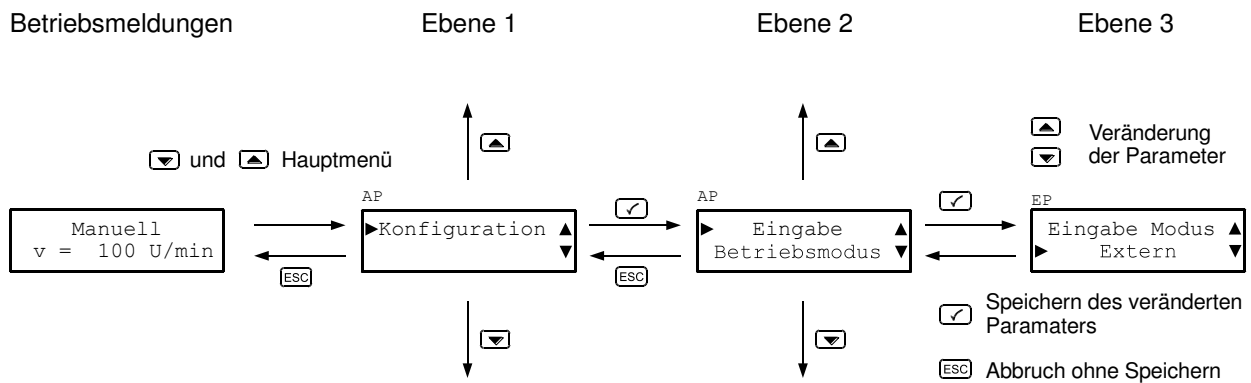 Betriebsmeldungen
Ebene 1
Ebene 2
Ebene 3
▼ und ▲ Hauptmenü
▲ Veränderung
▼ der Parameter
AP
AP
EP
Manuell
v = 100 U/min
Konfiguration
Eingabe
Betriebsmodus
Eingabe Modus
Extern
ESC
ESC
Speichern des veränderten
Paramaters
ESC Abbruch ohne Speichern